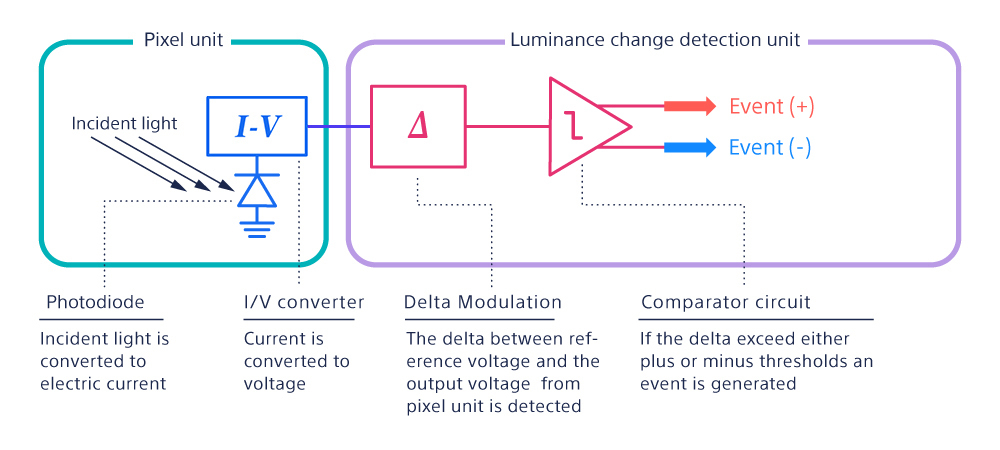 Pixel unit
Luminance change detection unit
Incident light
I-V
Δ
Event (+)
Event (-)
Photodiode
Incident light is
converted to
electric current
I/V converter
Current is
converted to
voltage
Delta Modulation
The delta between ref-
erence voltage and the
output voltage  from
pixel unit is detected
Comparator circuit
If the delta exceed either
plus or minus thresholds an
event is generated